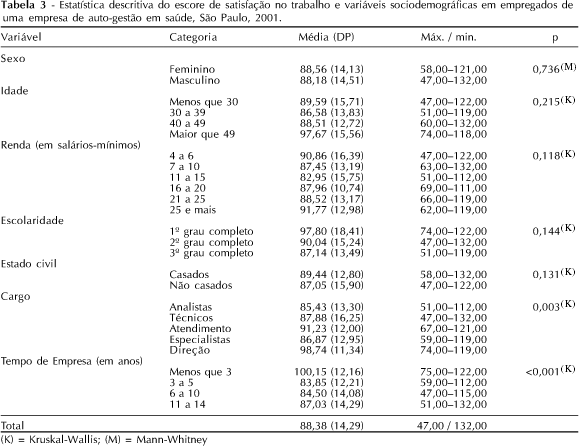 Tabela 3 - Estatística descritiva do escore de satisfação no trabalho e variáveis sociodemográficas em empregados de
uma empresa de auto-gestão em saúde, São Paulo, 2001.
Variável Categoria Média (DP) Máx. / min. p
Sexo
Feminino 88,56 (14,13) 58,00–121,00 0,736(M)
Masculino 88,18 (14,51) 47,00–132,00
Idade
Menos que 30 89,59 (15,71) 47,00–122,00 0,215(K)
30 a 39 86,58 (13,83) 51,00–119,00
40 a 49 88,51 (12,72) 60,00–132,00
Maior que 49 97,67 (15,56) 74,00–118,00
Renda (em salários-mínimos)
4 a 6 90,86 (16,39) 47,00–122,00 0,118(K)
7 a 10 87,45 (13,19) 63,00–132,00
11 a 15 82,95 (15,75) 51,00–112,00
16 a 20 87,96 (10,74) 69,00–111,00
21 a 25 88,52 (13,17) 66,00–119,00
25 e mais 91,77 (12,98) 62,00–119,00
Escolaridade
1º grau completo 97,80 (18,41) 74,00–122,00 0,144(K)
2º grau completo 90,04 (15,24) 47,00–132,00
3º grau completo 87,14 (13,49) 51,00–119,00
Estado civil
Casados 89,44 (12,80) 58,00–132,00 0,131(K)
Não casados 87,05 (15,90) 47,00–122,00
Cargo
Analistas 85,43 (13,30) 51,00–112,00 0,003(K)
Técnicos 87,88 (16,25) 47,00–132,00
Atendimento 91,23 (12,00) 67,00–121,00
Especialistas 86,87 (12,95) 59,00–119,00
Direção 98,74 (11,34) 74,00–119,00
Tempo de Empresa (em anos)
Menos que 3 100,15 (12,16) 75,00–122,00 <0,001(K)
3 a 5 83,85 (12,21) 59,00–112,00
6 a 10 84,50 (14,08) 47,00–115,00
11 a 14 87,03 (14,29) 51,00–132,00
Total 88,38 (14,29) 47,00 / 132,00
(K) = Kruskal-Wallis; (M) = Mann-Whitney